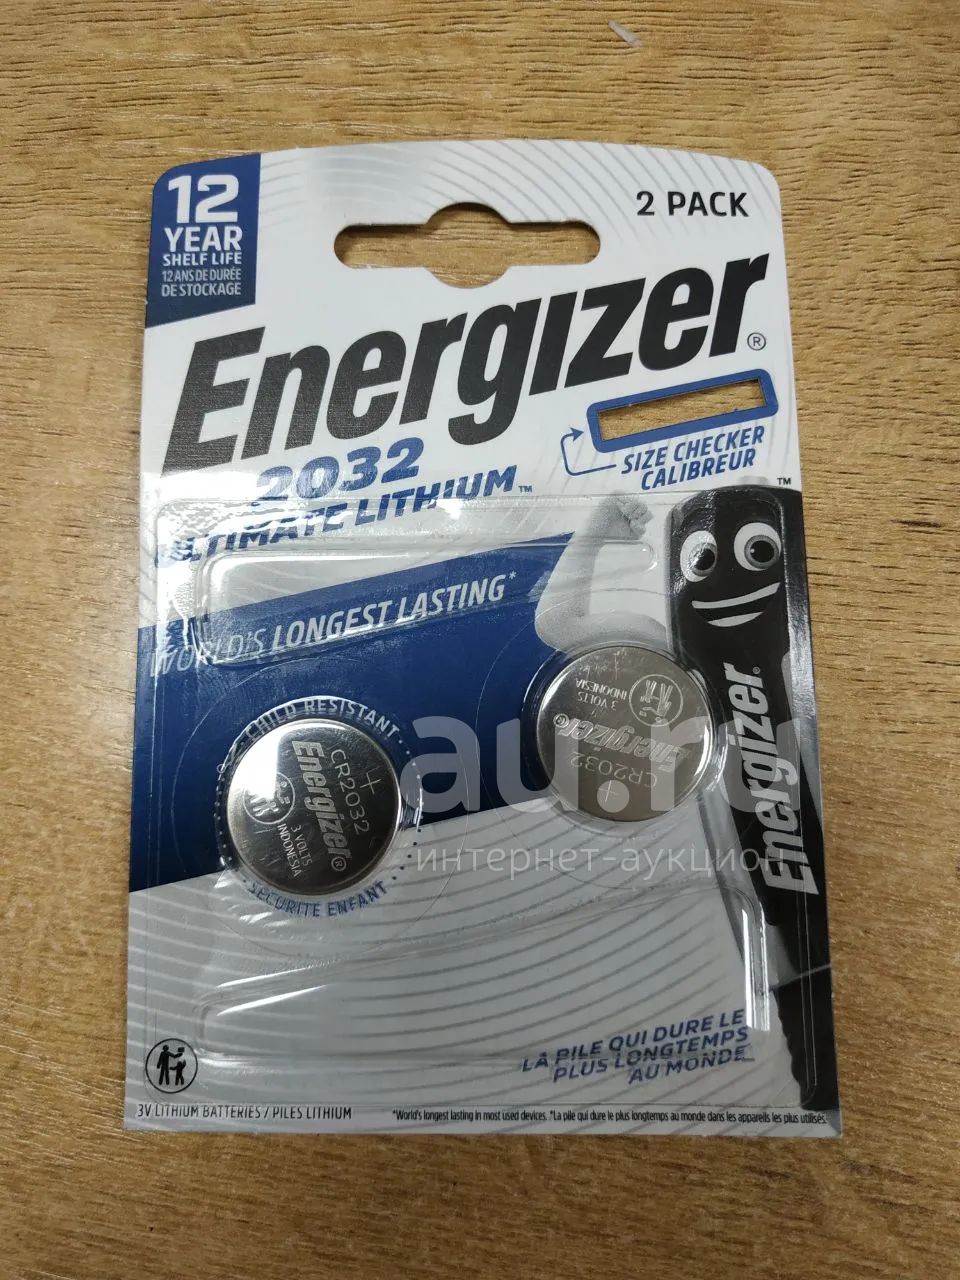 12
YEAR
SHELF LIFE
12 ANS DE DURÉE
DE STOCKAGE
2 PACK
Energizer®
2032
ULTIMATE LITHIUM™
SIZE CHECKER
CALIBREUR
™
WORLD'S LONGEST LASTING*
Energizer®
CHILD RESISTANT
+
CR2032
Energizer®
3 VOLTS
INDONESIA
SÉCURITÉ ENFANT
+
CR2032
Energizer®
3 VOLTS
INDONESIA
au.ru
интернет-аукцион
LA PILE QUI DURE LE
PLUS LONGTEMPS
AU MONDE
3V LITHIUM BATTERIES / PILES LITHIUM
*World's longest lasting in most used devices. *La pile qui dure le plus longtemps au monde dans les appareils les plus utilisés.